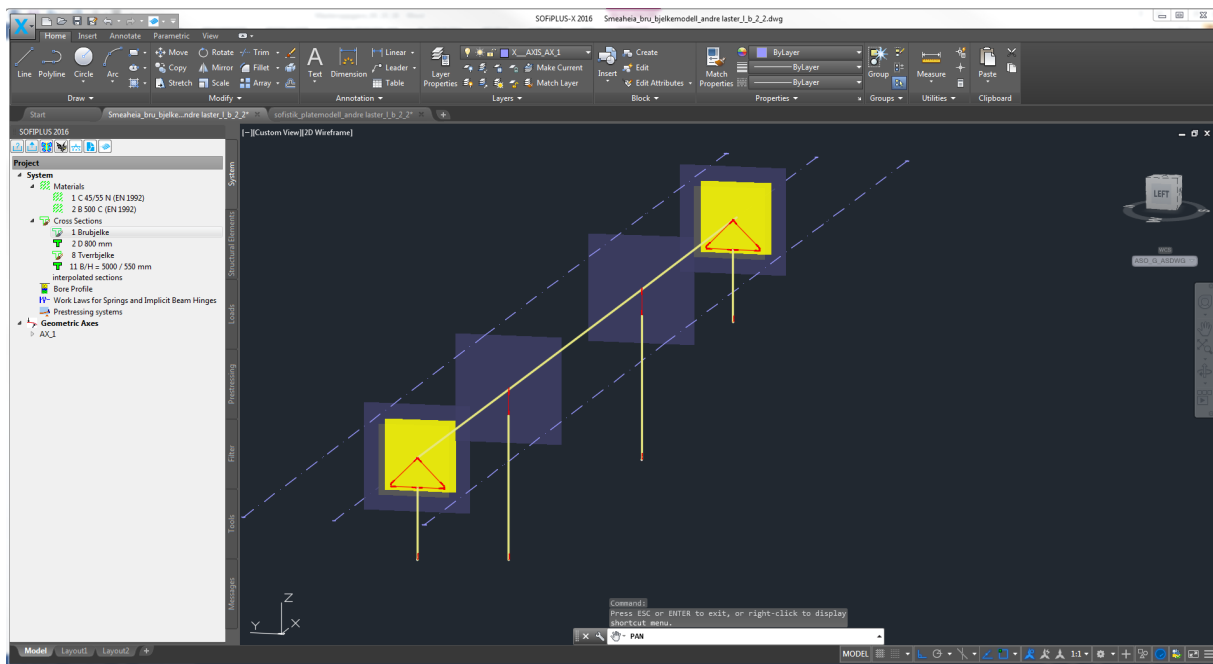 SOFiPLUS-X 2016 Smeaheia_bru_bjelkemodell_andre laster_l_b_2_2.dwg
Home Insert Annotate Parametric View
Line Polyline Circle Arc
Move Rotate Trim
Copy Mirror Fillet
Stretch Scale Array
Text Dimension
Linear
Leader
Table
Layer Properties
X__AXIS_AX_1
Make Current
Match Layer
Insert
Create
Edit
Edit Attributes
Match Properties
ByLayer
ByLayer
ByLayer
Group
Measure
Paste
Draw Modify Annotation Layers Block Properties Groups Utilities Clipboard
Start Smeaheia_bru_bjelke...ndre laster_l_b_2_2* sofistik_platemodell_andre laster_l_b_2_2*
SOFIPLUS 2016
[–][Custom View][2D Wireframe]
Project
System
Materials
1 C 45/55 N (EN 1992)
2 B 500 C (EN 1992)
Cross Sections
1 Brubjelke
2 D 800 mm
8 Tverrbjelke
11 B/H = 5000 / 550 mm
interpolated sections
Bore Profile
Work Laws for Springs and Implicit Beam Hinges
Prestressing systems
Geometric Axes
AX_1
System
Structural Elements
Loads
Prestressing
Filter
Tools
Messages
LEFT
WCS
ASD_G_ASDWG
Z
Y
X
Command:
Press ESC or ENTER to exit, or right-click to display
shortcut menu.
PAN
Model Layout1 Layout2 +
MODEL 1:1